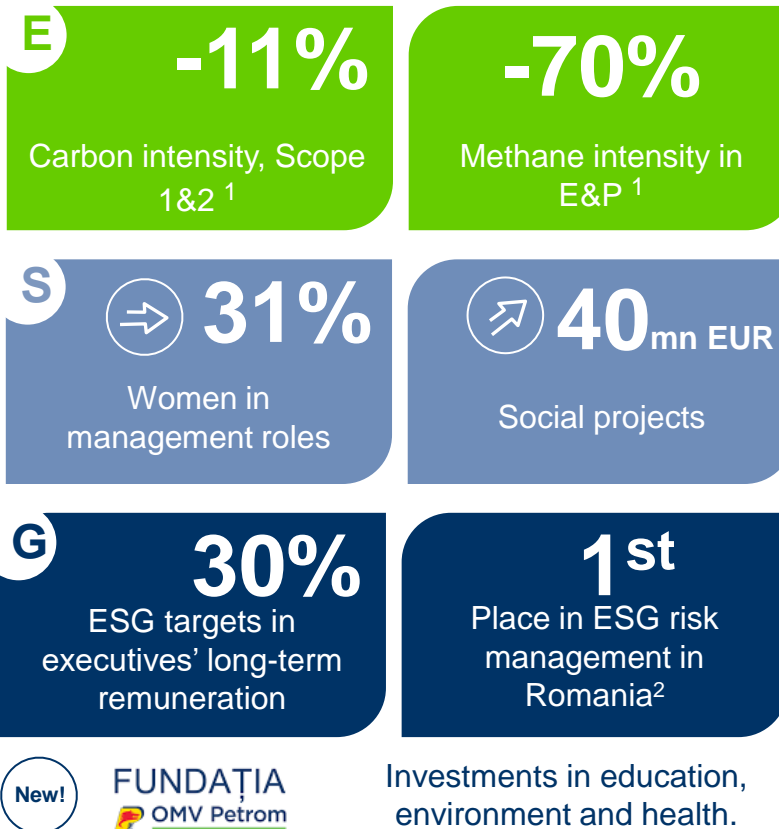 E
-11%
Carbon intensity, Scope
1&2 1
-70%
Methane intensity in
E&P 1
S
31%
Women in
management roles
40mn EUR
Social projects
G
30%
ESG targets in
executives’ long-term
remuneration
1st
Place in ESG risk
management in
Romania2
New!
FUNDAȚIA
OMV Petrom
Investments in education,
environment and health.